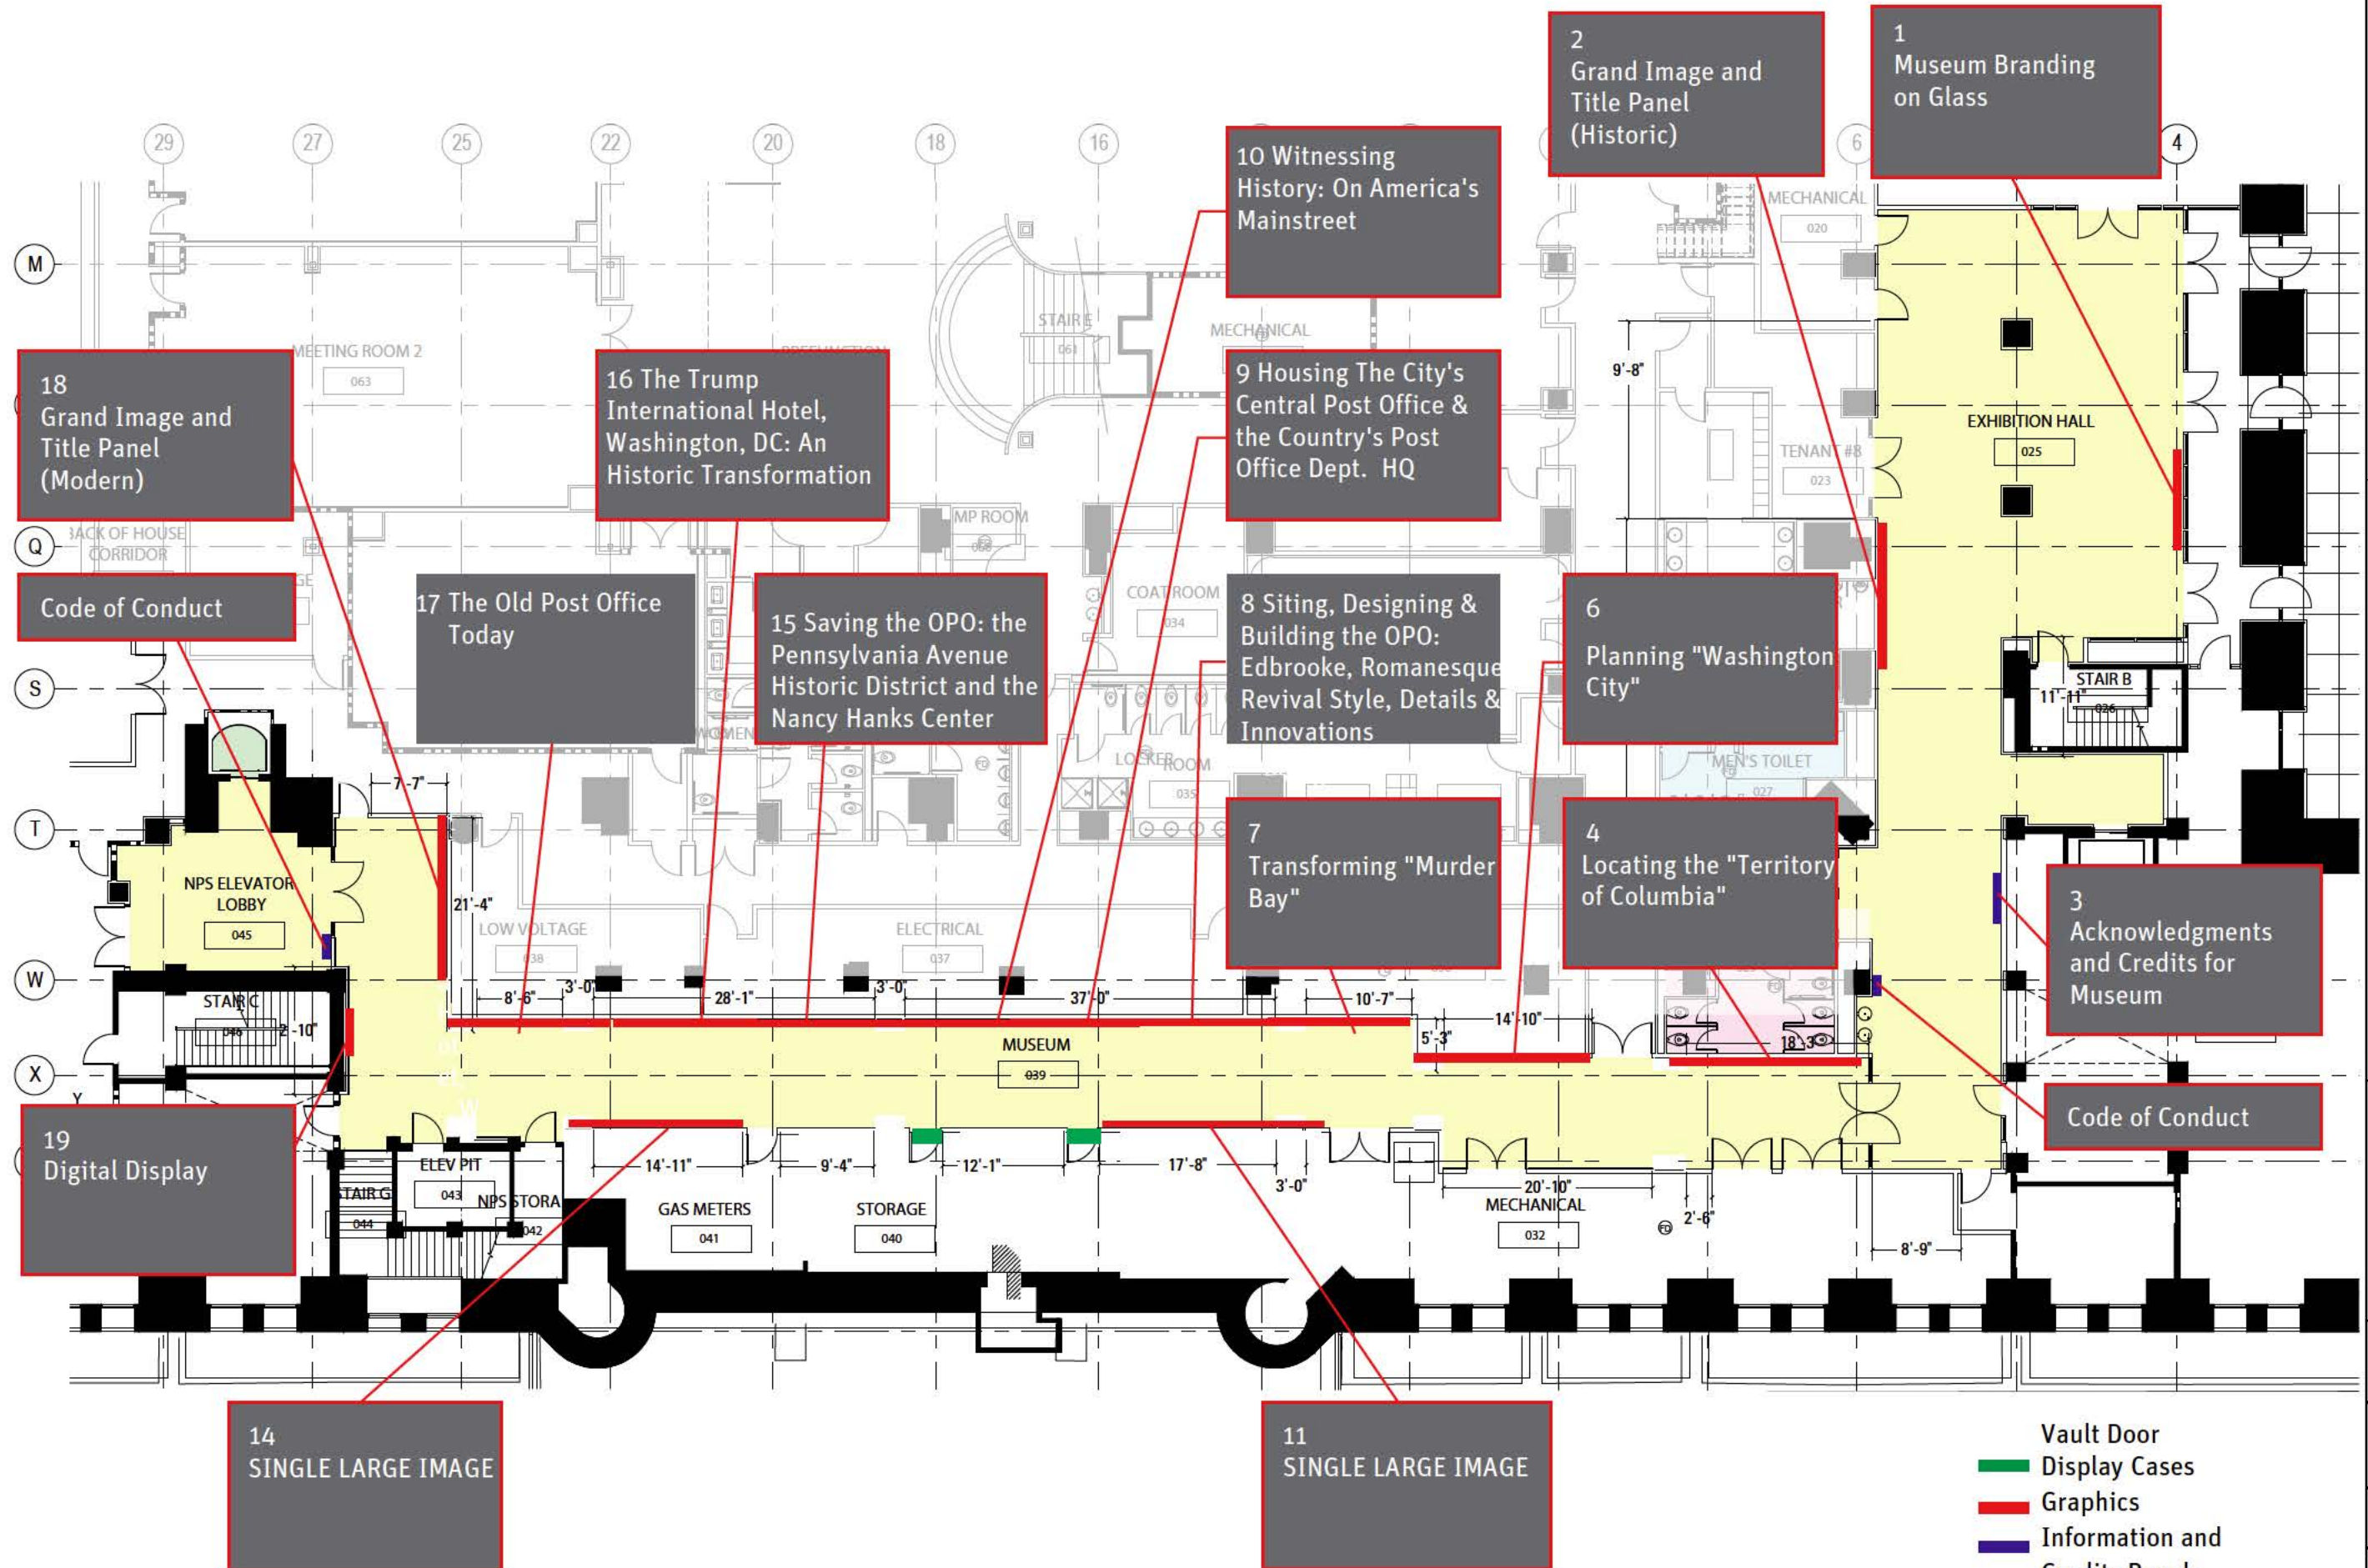 2
Grand Image and
Title Panel
(Historic)
1
Museum Branding
on Glass
29
27
25
22
20
18
16
6
4
10 Witnessing
History: On America's
Mainstreet
MECHANICAL
020
M
STAIR E
061
MECHANICAL
MEETING ROOM 2
063
18
Grand Image and
Title Panel
(Modern)
16 The Trump
International Hotel,
Washington, DC: An
Historic Transformation
9 Housing The City's
Central Post Office &
the Country's Post
Office Dept. HQ
9'-8"
EXHIBITION HALL
025
TENANT #8
023
BACK OF HOUSE
CORRIDOR
MP ROOM
Q
Code of Conduct
17 The Old Post Office
Today
15 Saving the OPO: the
Pennsylvania Avenue
Historic District and the
Nancy Hanks Center
COAT ROOM
034
8 Siting, Designing &
Building the OPO:
Edbrooke, Romanesque
Revival Style, Details &
Innovations
6
Planning "Washington
City"
S
STAIR B
026
11'-11"
LOCKER
ROOM
035
MEN'S TOILET
027
7'-7"
T
7
Transforming "Murder
Bay"
4
Locating the "Territory
of Columbia"
3
Acknowledgments
and Credits for
Museum
NPS ELEVATOR
LOBBY
045
21'-4"
LOW VOLTAGE
038
ELECTRICAL
037
W
STAIR C
046
8'-6"
3'-0"
28'-1"
3'-0"
37'-0"
10'-7"
14'-10"
5'-3"
18'-3"
MUSEUM
039
X
Y
Code of Conduct
19
Digital Display
ELEV PIT
043
STAIR G
044
NPS STORA
042
14'-11"
9'-4"
12'-1"
17'-8"
3'-0"
20'-10"
2'-6"
8'-9"
GAS METERS
041
STORAGE
040
MECHANICAL
032
FD
14
SINGLE LARGE IMAGE
11
SINGLE LARGE IMAGE
Vault Door
Display Cases
Graphics
Information and